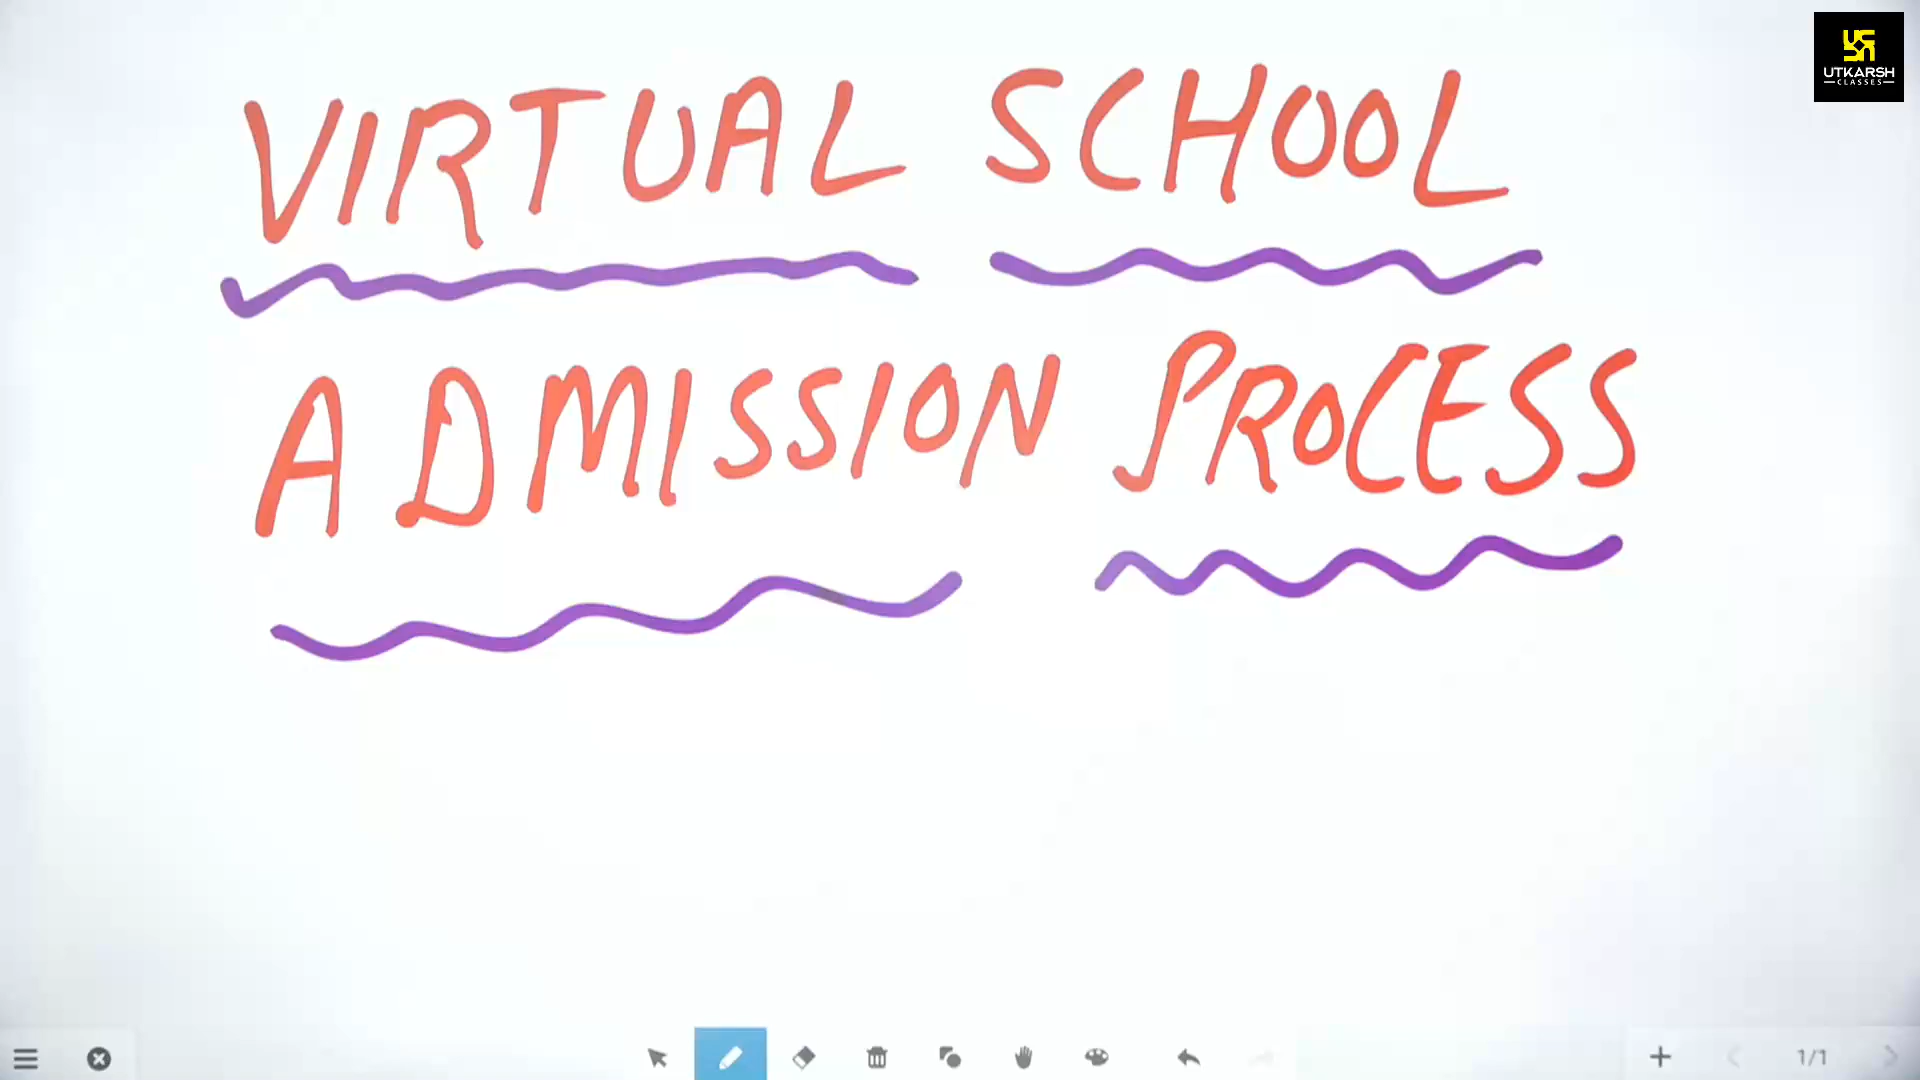 UTKARSH
CLASSES
VIRTUAL SCHOOL
ADMISSION PROCESS
1/1